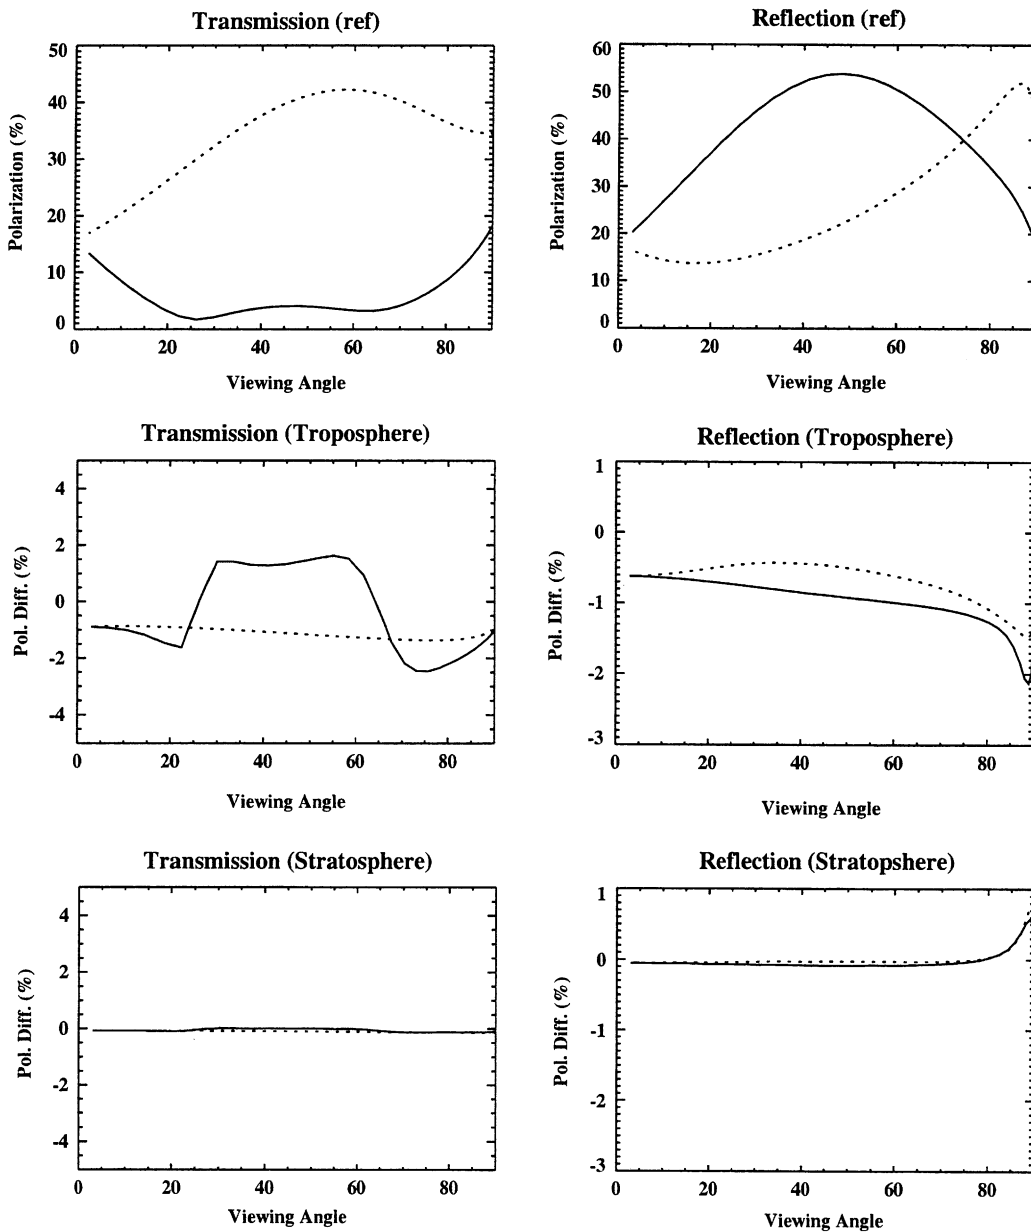 Transmission (ref)
Polarization (%)
50
40
30
20
10
0
0 20 40 60 80
Viewing Angle
Reflection (ref)
Polarization (%)
60
50
40
30
20
10
0
0 20 40 60 80
Viewing Angle
Transmission (Troposphere)
Pol. Diff. (%)
4
2
0
-2
-4
0 20 40 60 80
Viewing Angle
Reflection (Troposphere)
Pol. Diff. (%)
1
0
-1
-2
-3
0 20 40 60 80
Viewing Angle
Transmission (Stratosphere)
Pol. Diff. (%)
4
2
0
-2
-4
0 20 40 60 80
Viewing Angle
Reflection (Stratopshere)
Pol. Diff. (%)
1
0
-1
-2
-3
0 20 40 60 80
Viewing Angle